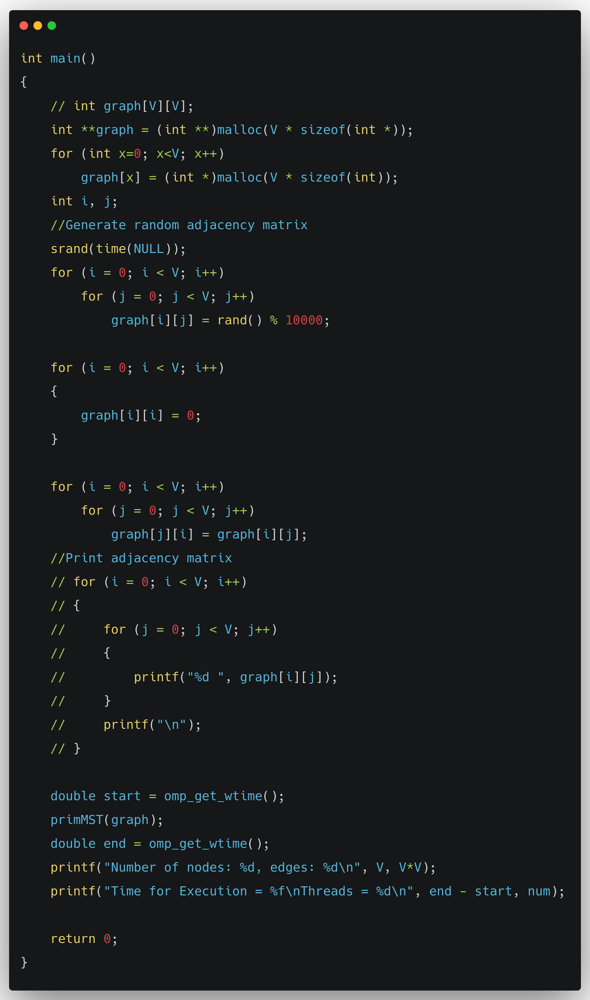 int main()
{
    // int graph[V][V];
    int **graph = (int **)malloc(V * sizeof(int *));
    for (int x=0; x<V; x++)
        graph[x] = (int *)malloc(V * sizeof(int));
    int i, j;
    //Generate random adjacency matrix
    srand(time(NULL));
    for (i = 0; i < V; i++)
        for (j = 0; j < V; j++)
            graph[i][j] = rand() % 10000;

    for (i = 0; i < V; i++)
    {
        graph[i][i] = 0;
    }

    for (i = 0; i < V; i++)
        for (j = 0; j < V; j++)
            graph[j][i] = graph[i][j];
    //Print adjacency matrix
    // for (i = 0; i < V; i++)
    // {
    //     for (j = 0; j < V; j++)
    //     {
    //         printf("%d ", graph[i][j]);
    //     }
    //     printf("\n");
    // }

    double start = omp_get_wtime();
    primMST(graph);
    double end = omp_get_wtime();
    printf("Number of nodes: %d, edges: %d\n", V, V*V);
    printf("Time for Execution = %f\nThreads = %d\n", end - start, num);

    return 0;
}